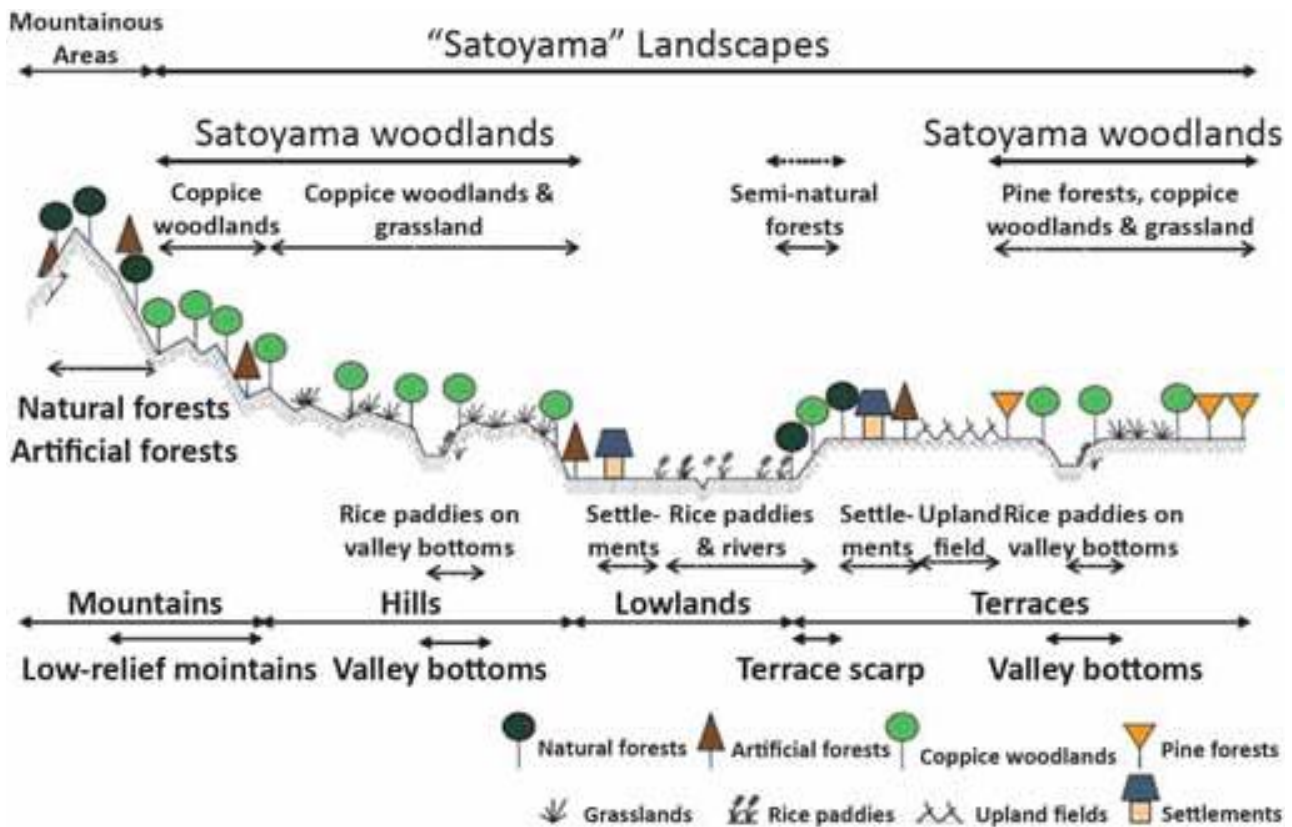 Mountainous
Areas
“Satoyama” Landscapes
Satoyama woodlands
Satoyama woodlands
Coppice
woodlands
Coppice woodlands &
grassland
Semi-natural
forests
Pine forests, coppice
woodlands & grassland
Natural forests
Artificial forests
Rice paddies on
valley bottoms
Settle-
ments
Rice paddies
& rivers
Settle-
ments
Upland
field
Rice paddies on
valley bottoms
Mountains
Hills
Lowlands
Terraces
Low-relief mointains
Valley bottoms
Terrace scarp
Valley bottoms
Natural forests
Artificial forests
Coppice woodlands
Pine forests
Grasslands
Rice paddies
Upland fields
Settlements